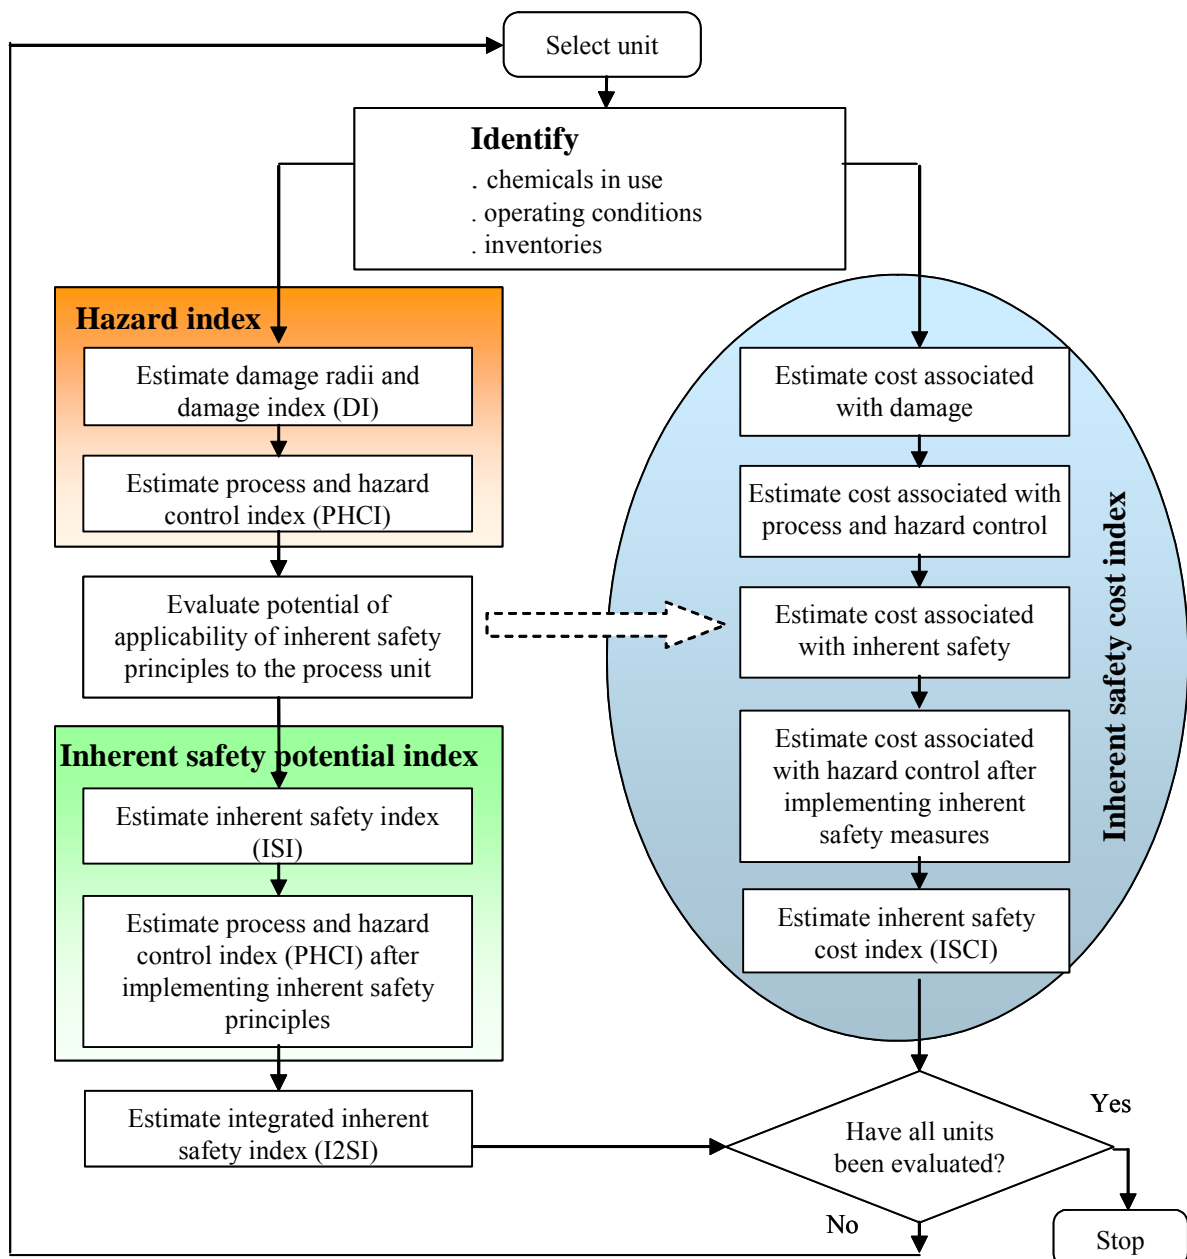 Select unit
Identify
. chemicals in use
. operating conditions
. inventories
Hazard index
Estimate damage radii and
damage index (DI)
Estimate process and hazard
control index (PHCI)
Evaluate potential of
applicability of inherent safety
principles to the process unit
Inherent safety potential index
Estimate inherent safety index
(ISI)
Estimate process and hazard
control index (PHCI) after
implementing inherent safety
principles
Estimate integrated inherent
safety index (I2SI)
Estimate cost associated
with damage
Estimate cost associated with
process and hazard control
Estimate cost associated
with inherent safety
Estimate cost associated
with hazard control after
implementing inherent
safety measures
Estimate inherent safety
cost index (ISCI)
Inherent safety cost index
Have all units
been evaluated?
Yes
No
Stop